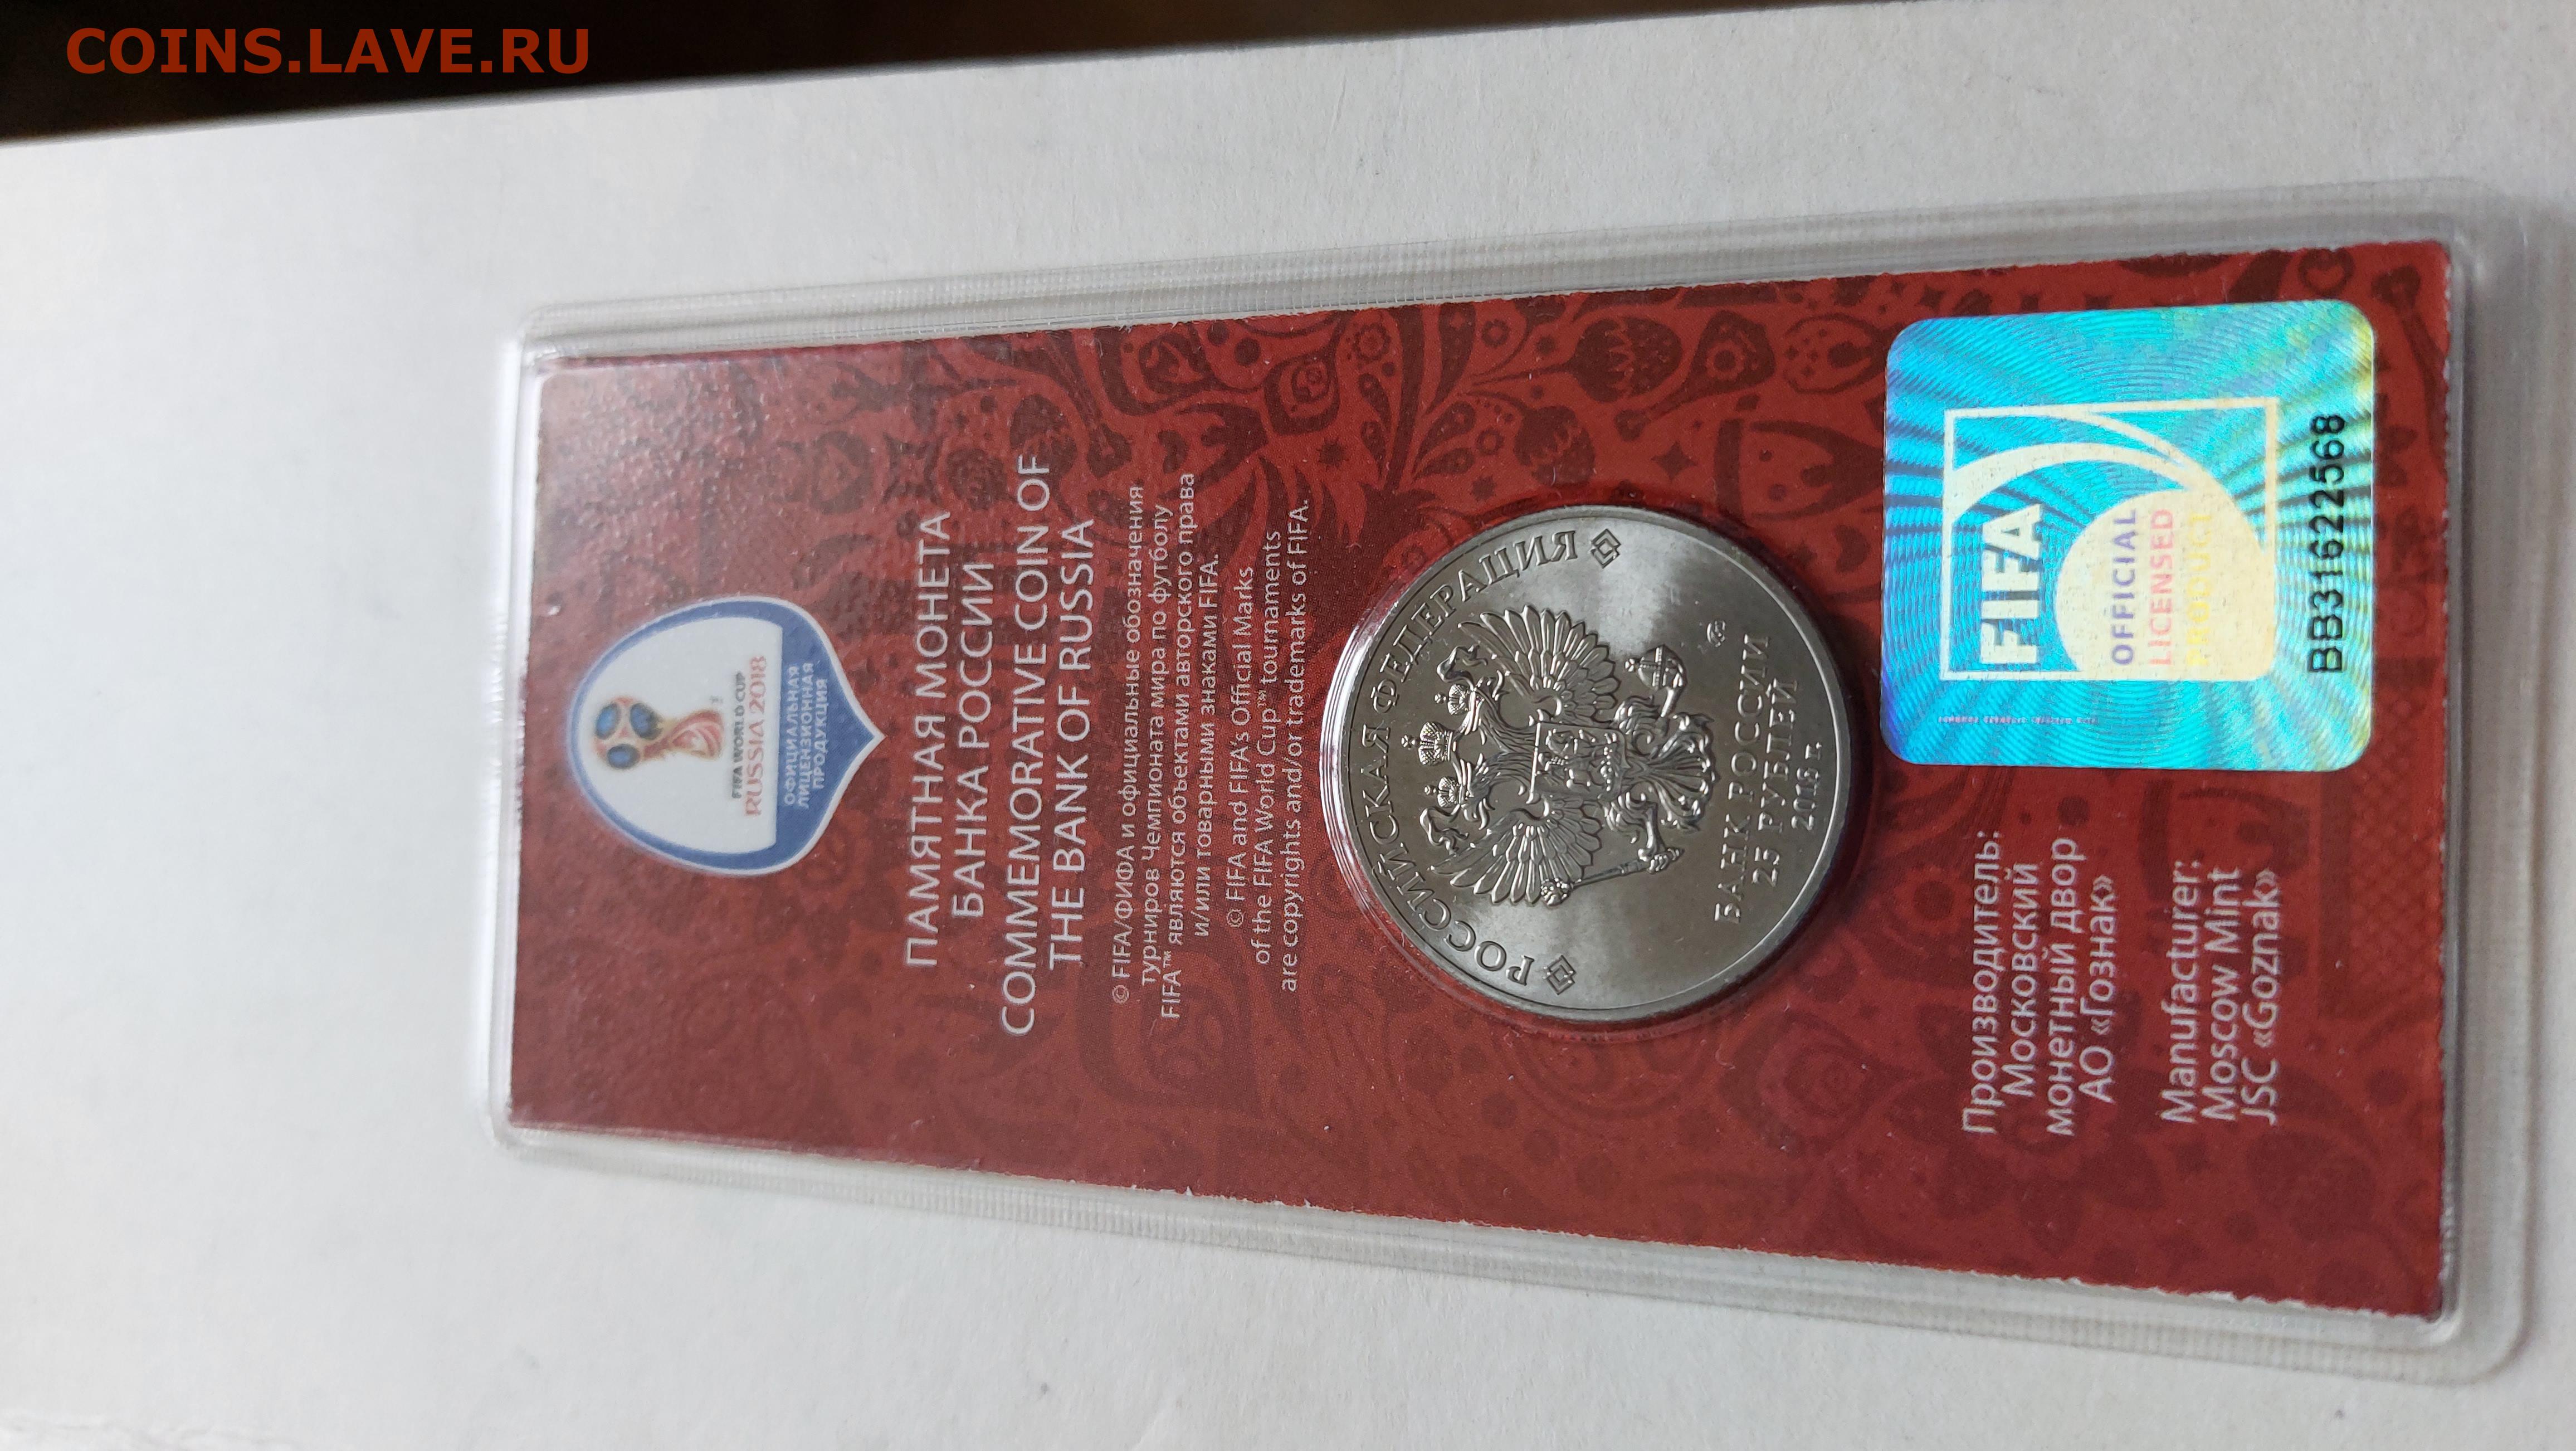 COINS.LAVE.RU
FIFA WORLD CUP
RUSSIA 2018
ОФИЦИАЛЬНАЯ
ЛИЦЕНЗИОННАЯ
ПРОДУКЦИЯ
ПАМЯТНАЯ МОНЕТА
БАНКА РОССИИ
COMMEMORATIVE COIN OF
THE BANK OF RUSSIA
© FIFA/ФИФА и официальные обозначения
турниров Чемпионата мира по футболу
FIFA™ являются объектами авторского права
и/или товарными знаками FIFA.
© FIFA and FIFA's Official Marks
of the FIFA World Cup™ tournaments
are copyrights and/or trademarks of FIFA.
РОССИЙСКАЯ ФЕДЕРАЦИЯ
БАНК РОССИИ
25 РУБЛЕЙ
2018 г.
Производитель:
Московский
монетный двор
АО «Гознак»
Manufacturer:
Moscow Mint
JSC «Goznak»
FIFA
OFFICIAL
LICENSED
PRODUCT
BB31622568